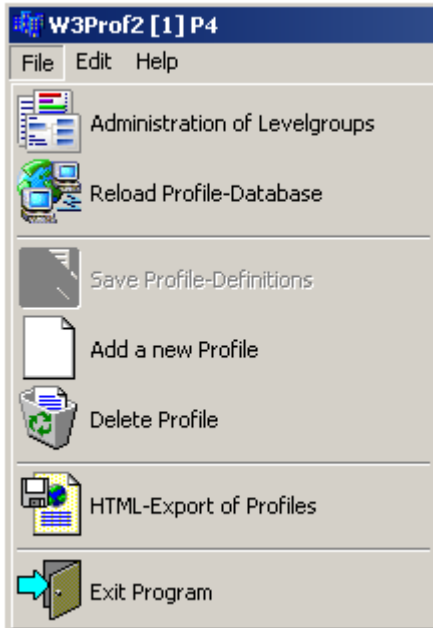 W3Prof2 [1] P4
File Edit Help
Administration of Levelgroups
Reload Profile-Database
Save Profile-Definitions
Add a new Profile
Delete Profile
HTML-Export of Profiles
Exit Program